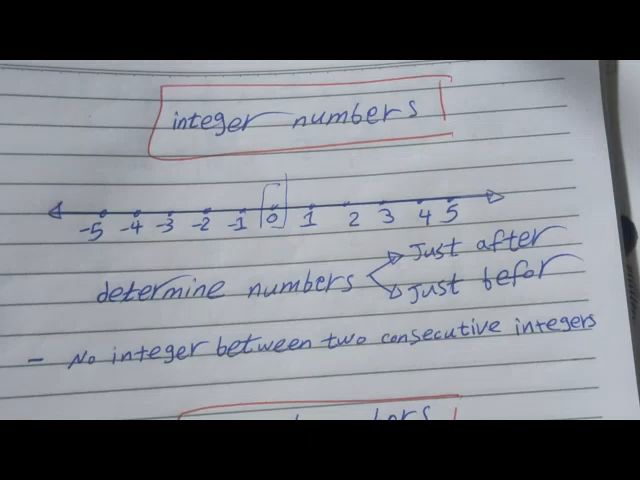 integer numbers
-5 -4 -3 -2 -1 0 1 2 3 4 5
Just after
determine numbers
Just befor
- No integer between two consecutive integers